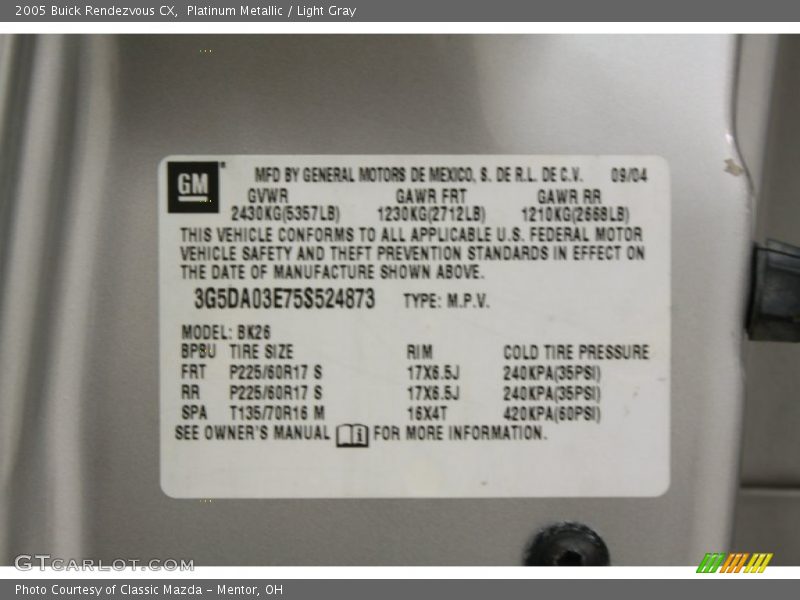 2005 Buick Rendezvous CX, Platinum Metallic / Light Gray
GM MFD BY GENERAL MOTORS DE MEXICO, S. DE R.L. DE C.V. 09/04
GVWR GAWR FRT GAWR RR
2430KG(5357LB) 1230KG(2712LB) 1210KG(2668LB)
THIS VEHICLE CONFORMS TO ALL APPLICABLE U.S. FEDERAL MOTOR
VEHICLE SAFETY AND THEFT PREVENTION STANDARDS IN EFFECT ON
THE DATE OF MANUFACTURE SHOWN ABOVE.
3G5DA03E75S524873 TYPE: M.P.V.
MODEL: BK26
BPBU TIRE SIZE RIM COLD TIRE PRESSURE
FRT P225/60R17 S 17X6.5J 240KPA(35PSI)
RR P225/60R17 S 17X6.5J 240KPA(35PSI)
SPA T135/70R16 M 16X4T 420KPA(60PSI)
SEE OWNER'S MANUAL FOR MORE INFORMATION.
GTCARLOT.COM
Photo Courtesy of Classic Mazda - Mentor, OH